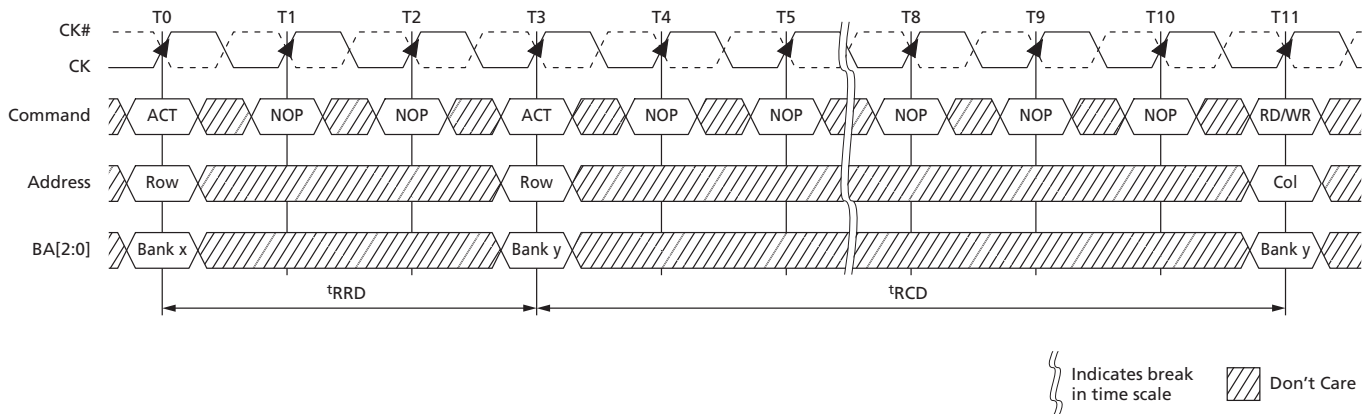 T0 T1 T2 T3 T4 T5 T8 T9 T10 T11
CK#
CK
Command ACT NOP NOP ACT NOP NOP NOP NOP NOP RD/WR
Address Row Row Col
BA[2:0] Bank x Bank y Bank y
tRRD tRCD
Indicates break
in time scale
Don't Care